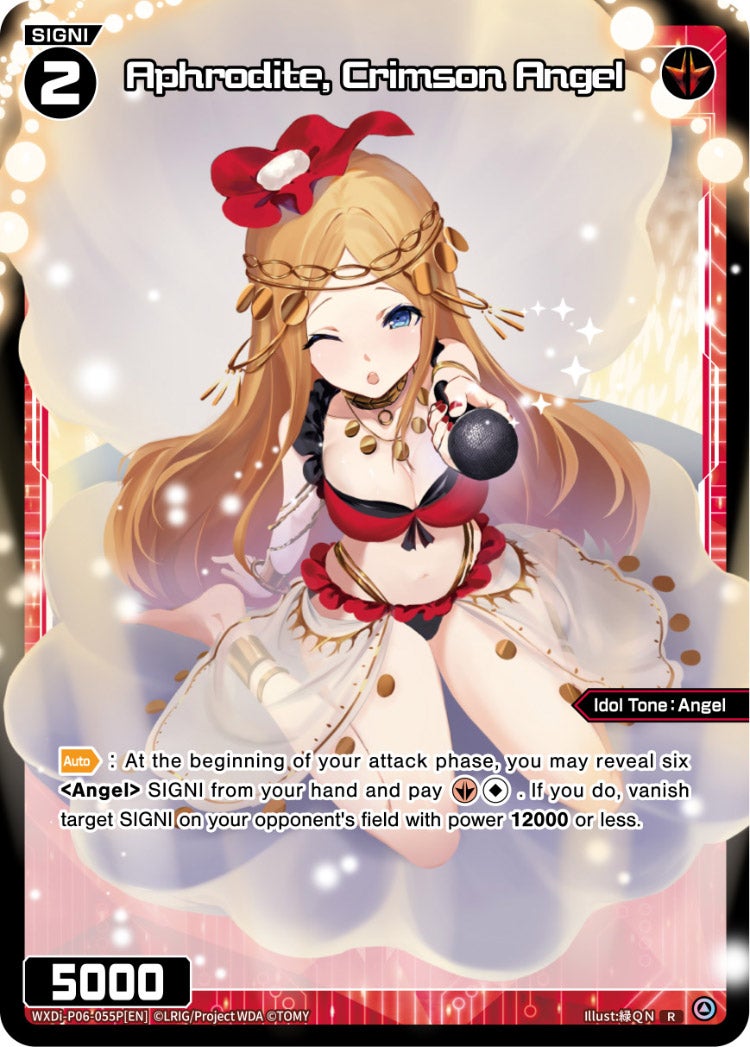 SIGNI
2
Aphrodite, Crimson Angel
Idol Tone:Angel
Auto : At the beginning of your attack phase, you may reveal six
<Angel> SIGNI from your hand and pay . If you do, vanish
target SIGNI on your opponent's field with power 12000 or less.
5000
WXDi-P06-055P[EN] ©LRIG/Project WDA ©TOMY
Illust:緑QN R